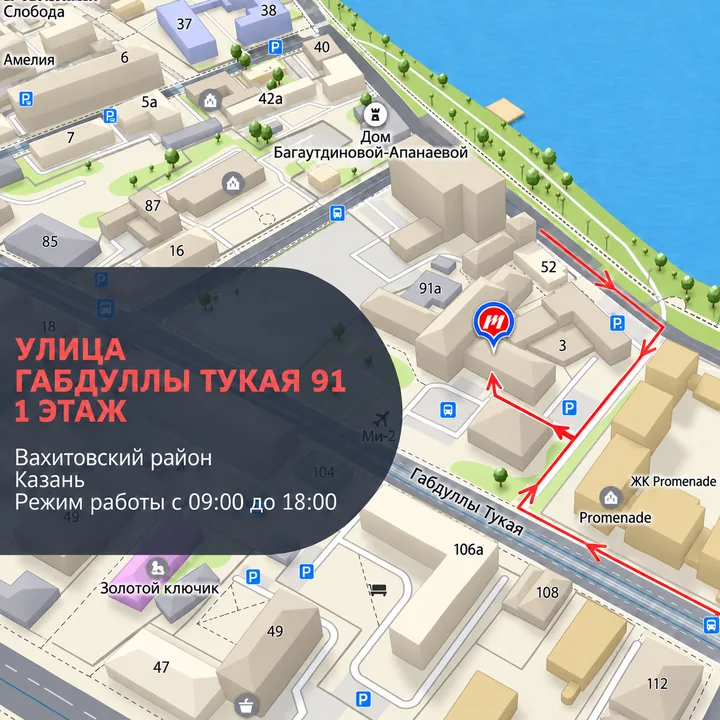 Слобода
37
38
40
Амелия
6
P
P
5а
42а
P
7
Дом
Багаутдиновой-Апанаевой
87
85
16
52
91а
P
P
18
3
P
УЛИЦА
ГАБДУЛЛЫ ТУКАЯ 91
1 ЭТАЖ
Ми-2
Вахитовский район
Казань
Режим работы с 09:00 до 18:00
104
49
Габдуллы Тукая
ЖК Promenade
Promenade
106а
P
P
Золотой ключик
108
49
47
112
P